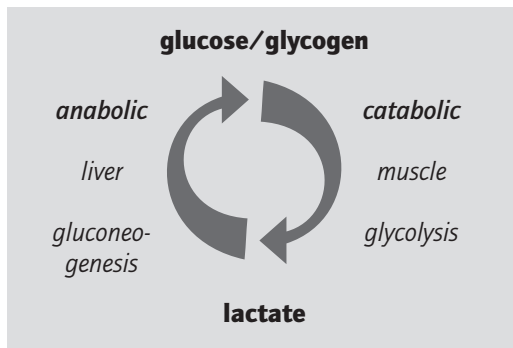 glucose/glycogen
anabolic
liver
gluconeo-
genesis
catabolic
muscle
glycolysis
lactate